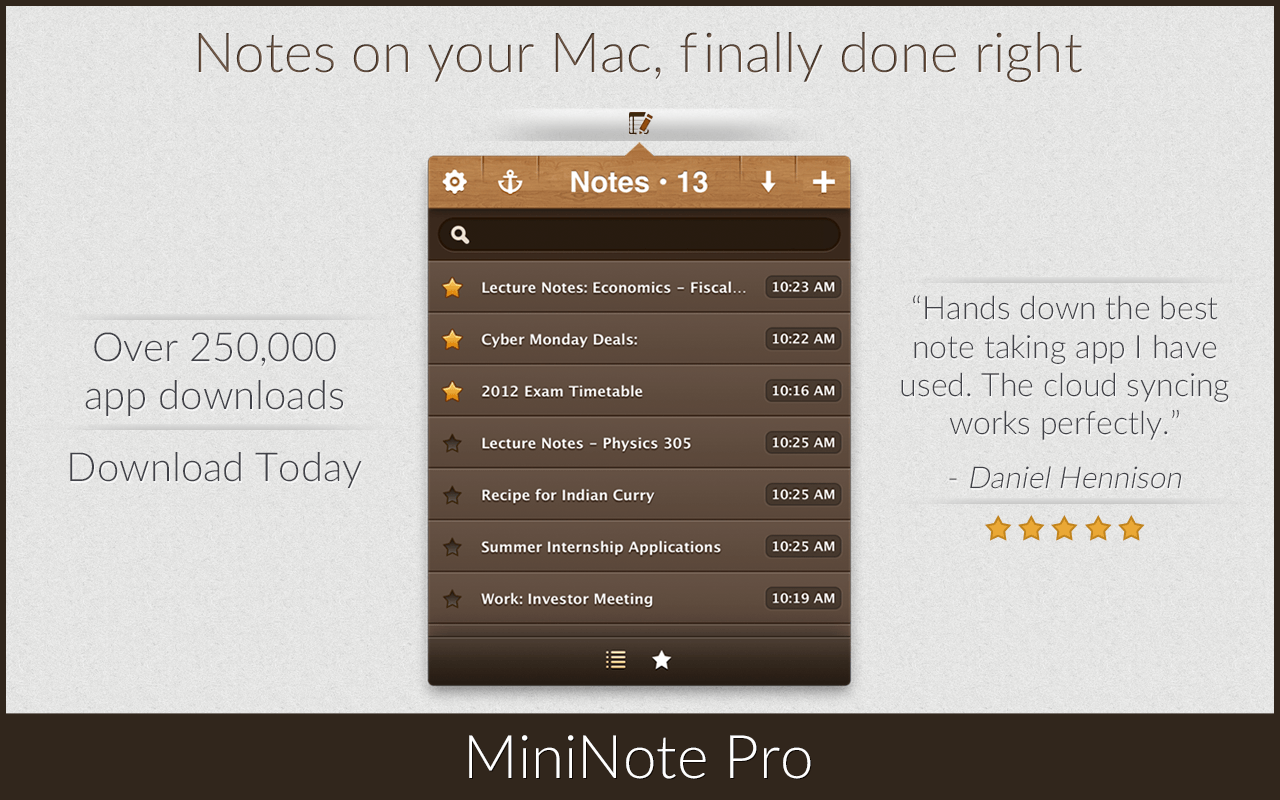 Notes on your Mac, finally done right
Notes • 13
Lecture Notes: Economics – Fiscal... 10:23 AM
Cyber Monday Deals: 10:22 AM
2012 Exam Timetable 10:16 AM
Lecture Notes – Physics 305 10:25 AM
Recipe for Indian Curry 10:25 AM
Summer Internship Applications 10:25 AM
Work: Investor Meeting 10:19 AM
Over 250,000
app downloads
Download Today
“Hands down the best
note taking app I have
used. The cloud syncing
works perfectly.”
- Daniel Hennison
MiniNote Pro